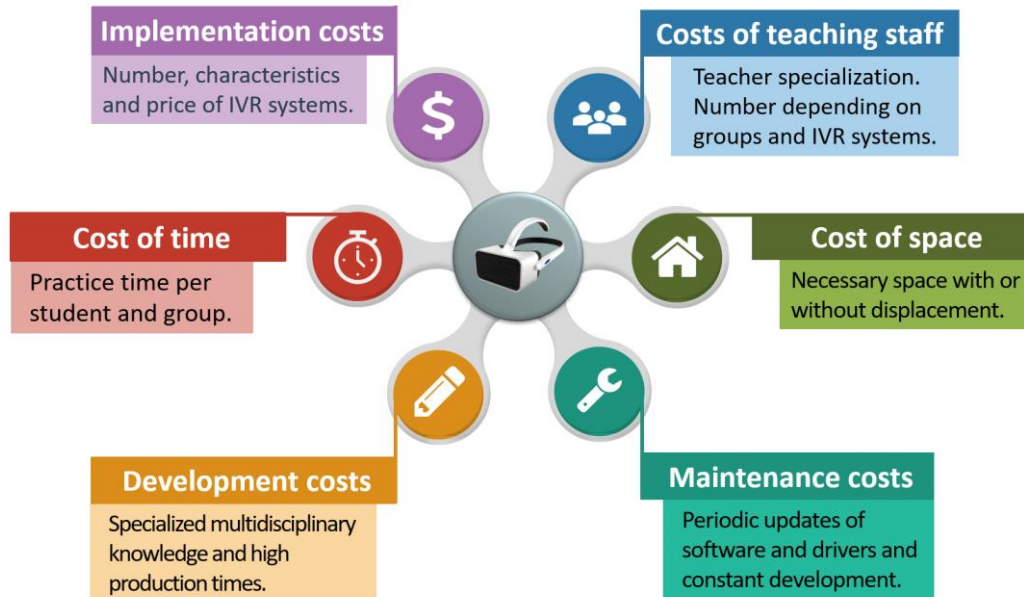 Implementation costs
Number, characteristics
and price of IVR systems.
Costs of teaching staff
Teacher specialization.
Number depending on
groups and IVR systems.
Cost of time
Practice time per
student and group.
Cost of space
Necessary space with or
without displacement.
Development costs
Specialized multidisciplinary
knowledge and high
production times.
Maintenance costs
Periodic updates of
software and drivers and
constant development.